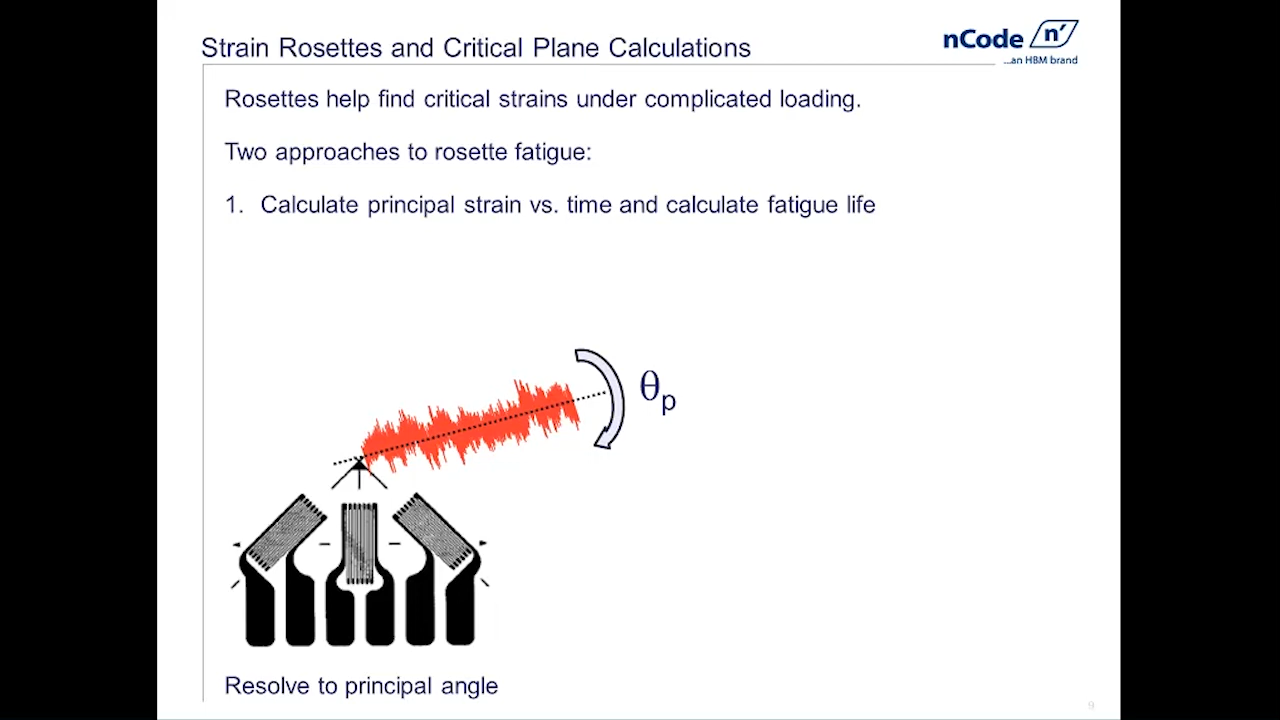 Strain Rosettes and Critical Plane Calculations
nCode n'
...an HBM brand
Rosettes help find critical strains under complicated loading.
Two approaches to rosette fatigue:
1. Calculate principal strain vs. time and calculate fatigue life
θp
Resolve to principal angle
9